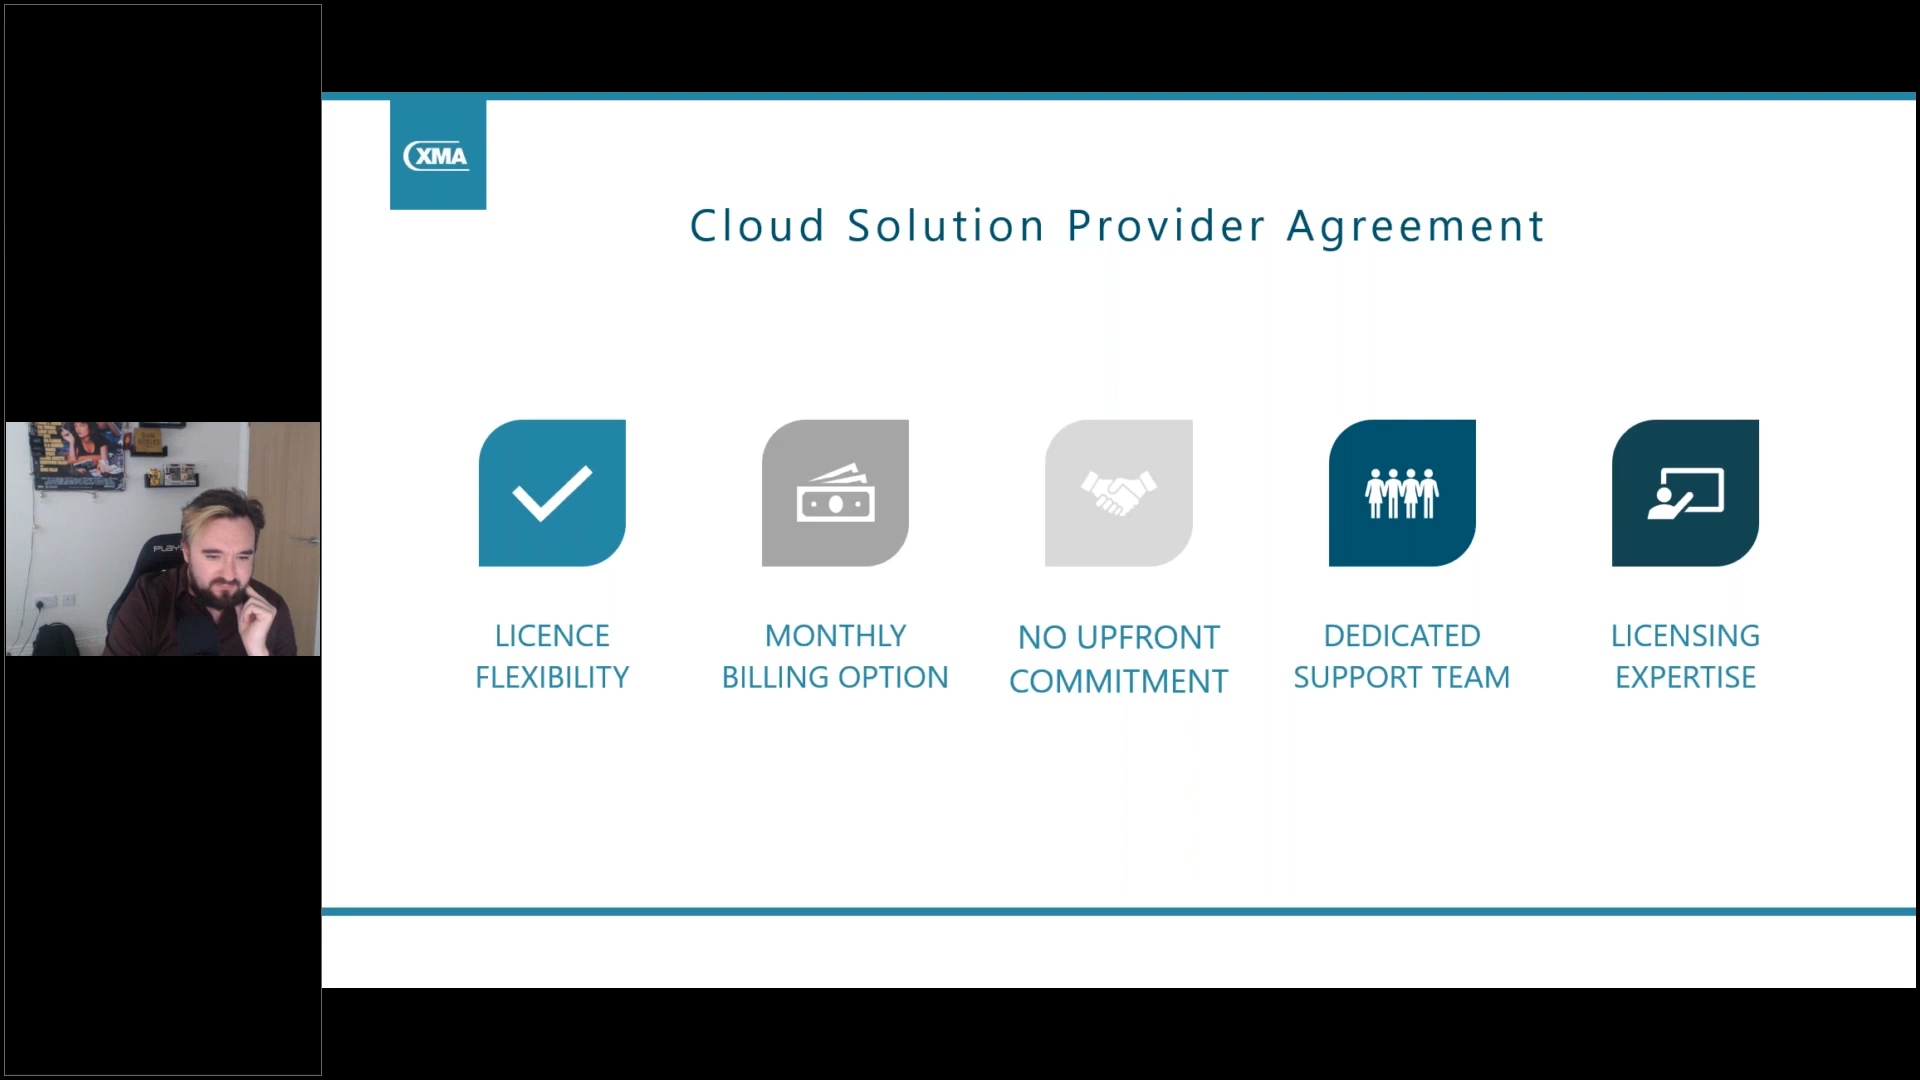 XMA
Cloud Solution Provider Agreement
LICENCE
FLEXIBILITY
MONTHLY
BILLING OPTION
NO UPFRONT
COMMITMENT
DEDICATED
SUPPORT TEAM
LICENSING
EXPERTISE